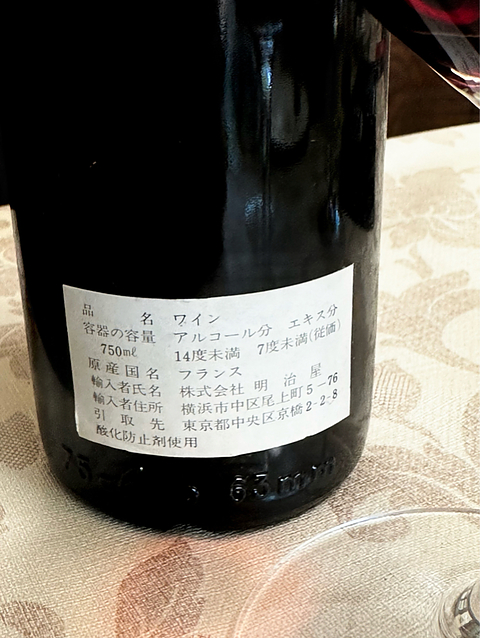 品名 ワイン
容器の容量 アルコール分 エキス分
750ml 14度未満 7度未満(従価)
原産国名 フランス
輸入者氏名 株式会社 明治屋
輸入者住所 横浜市中区尾上町5-76
引取先 東京都中央区京橋2-2-8
酸化防止剤使用
63mm